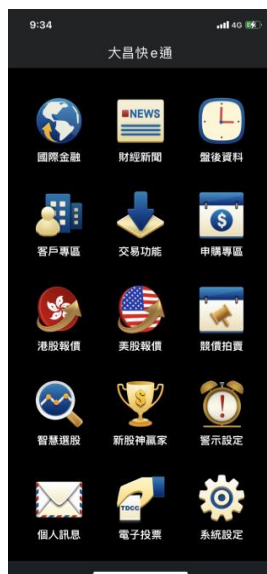 9:34
4G
大昌快e通
NEWS
國際金融 財經新聞 盤後資料
客戶專區 交易功能 申購專區
港股報價 美股報價 競價拍賣
智慧選股 新股神贏家 警示設定
TDCC
個人訊息 電子投票 系統設定